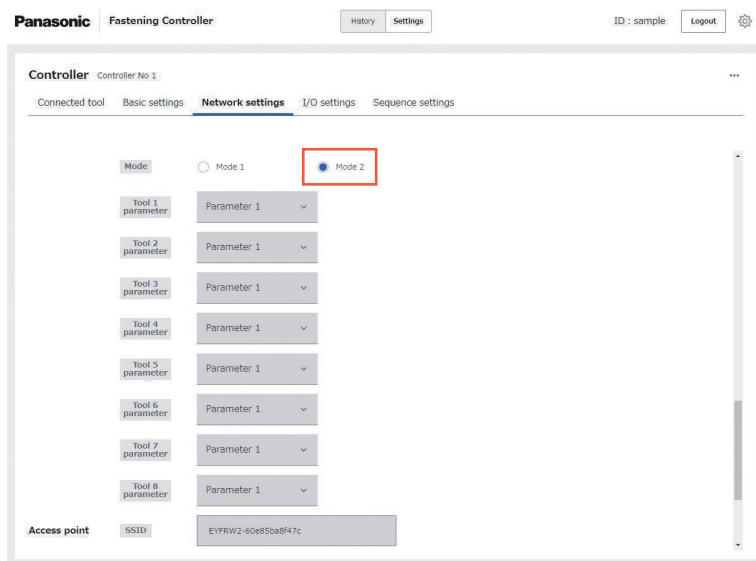 Panasonic Fastening Controller History Settings ID : sample Logout
Controller Controller No 1 ...
Connected tool Basic settings Network settings I/O settings Sequence settings
Mode Mode 1 Mode 2
Tool 1
parameter Parameter 1
Tool 2
parameter Parameter 1
Tool 3
parameter Parameter 1
Tool 4
parameter Parameter 1
Tool 5
parameter Parameter 1
Tool 6
parameter Parameter 1
Tool 7
parameter Parameter 1
Tool 8
parameter Parameter 1
Access point SSID EYFRW2-60e85ba8f47c